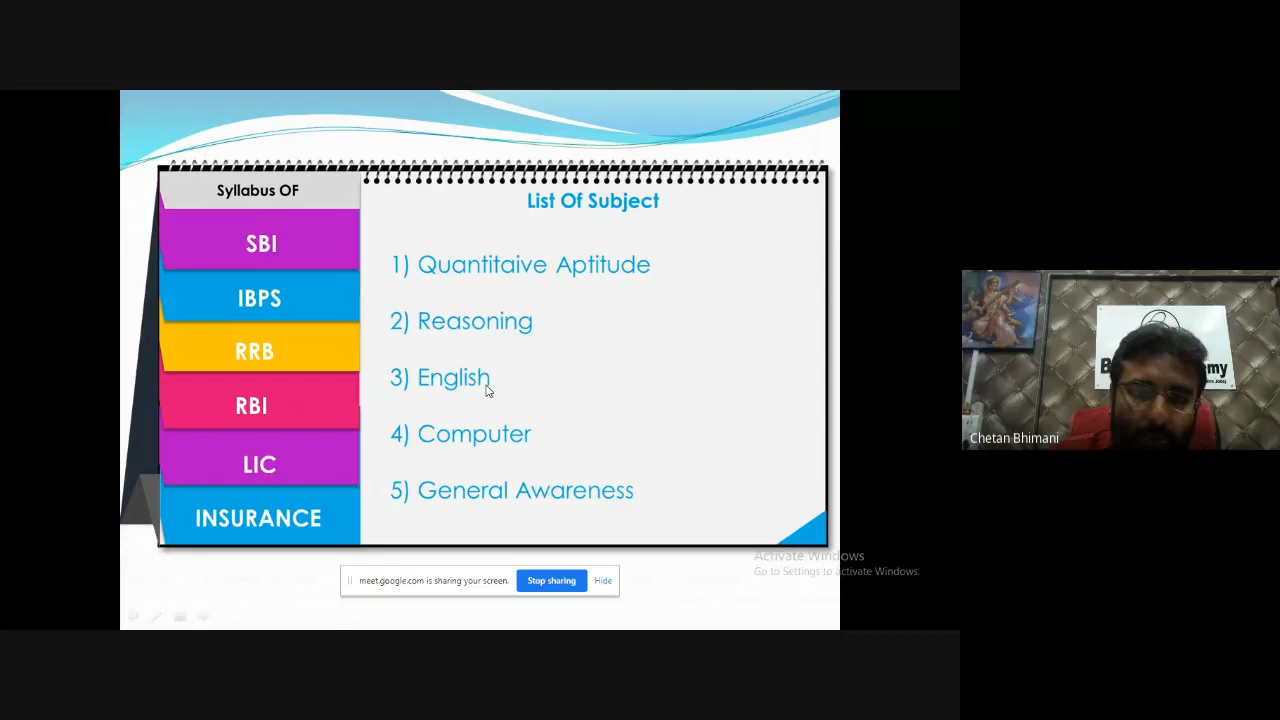 Syllabus OF
SBI
IBPS
RRB
RBI
LIC
INSURANCE
List Of Subject
1) Quantitaive Aptitude
2) Reasoning
3) English
4) Computer
5) General Awareness
meet.google.com is sharing your screen.
Stop sharing
Hide
Activate Windows
Go to Settings to activate Windows.
Chetan Bhimani